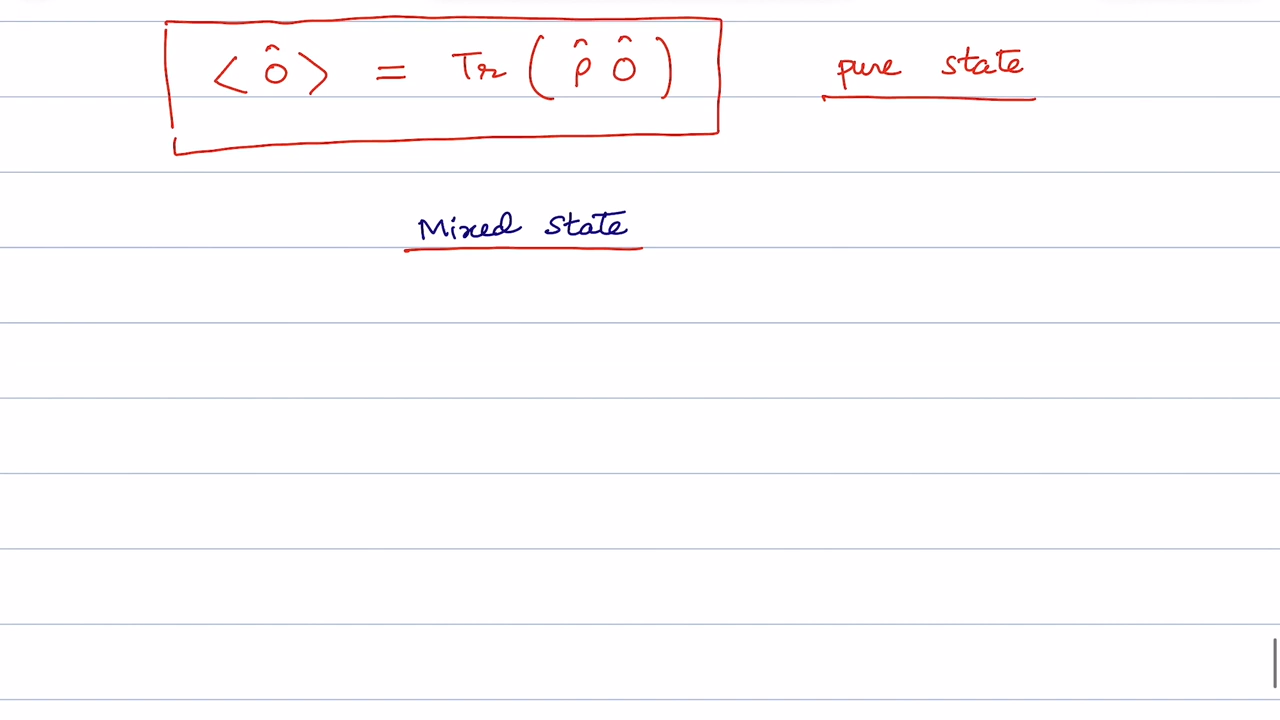 < ô > = Tr ( ρ̂ ô ) pure state
Mixed state